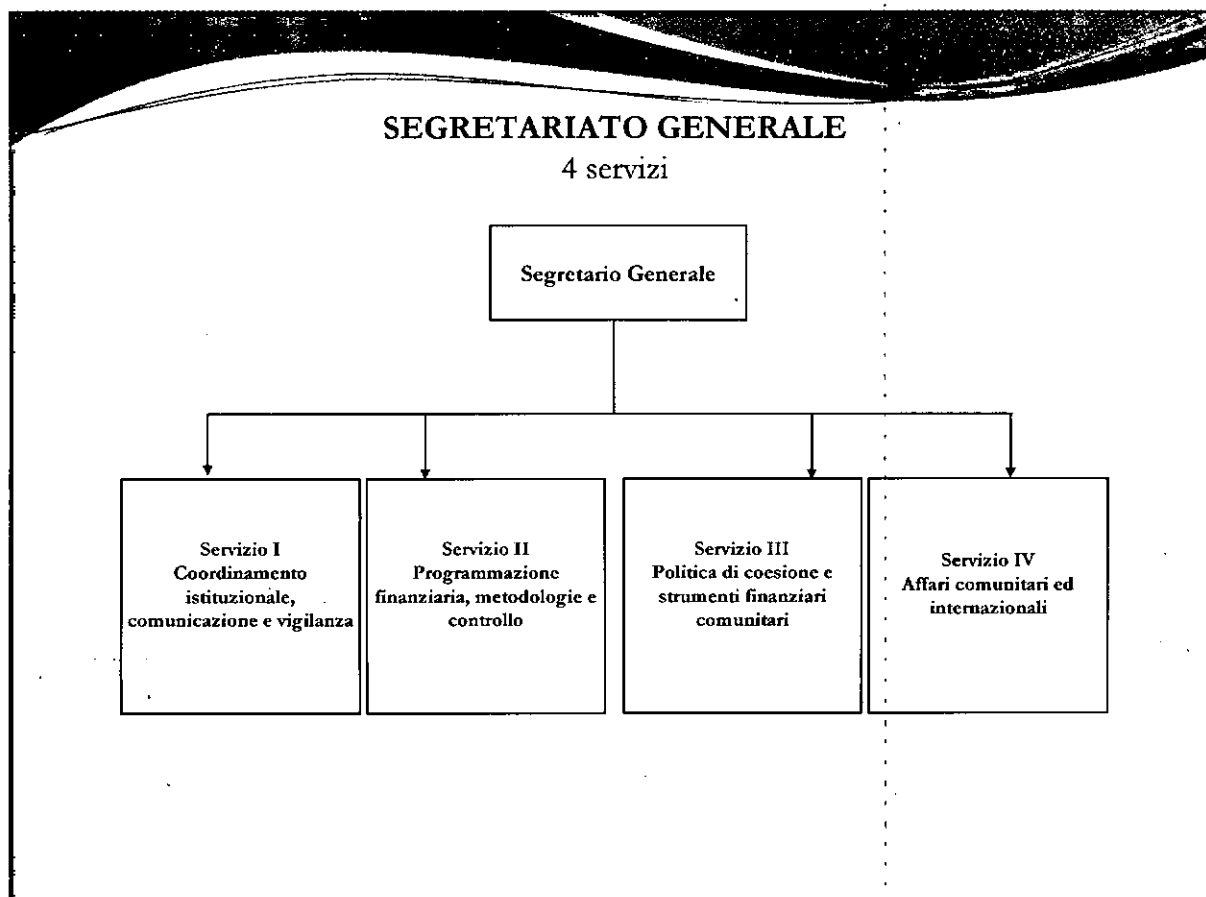 SEGRETARIATO GENERALE
4 servizi
Segretario Generale
Servizio I
Coordinamento
istituzionale,
comunicazione e vigilanza
Servizio II
Programmazione
finanziaria, metodologie e
controllo
Servizio III
Politica di coesione e
strumenti finanziari
comunitari
Servizio IV
Affari comunitari ed
internazionali